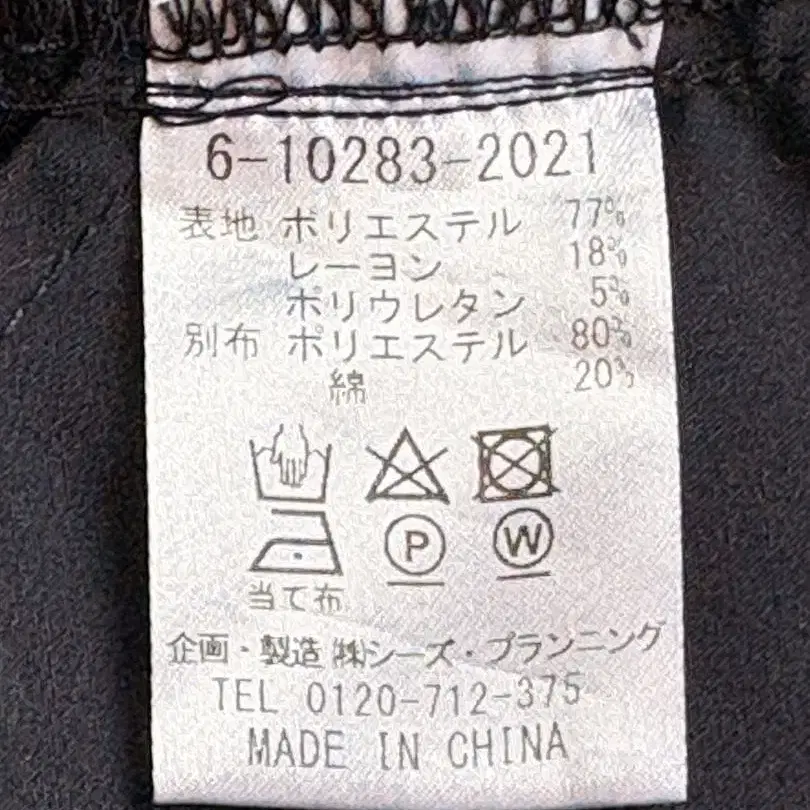 6-10283-2021
表地 ポリエステル 77%
レーヨン 18%
ポリウレタン 5%
別布 ポリエステル 80%
綿 20%
P W
当て布
企画・製造 ㈱シーズ・プランニング
TEL 0120-712-375
MADE IN CHINA